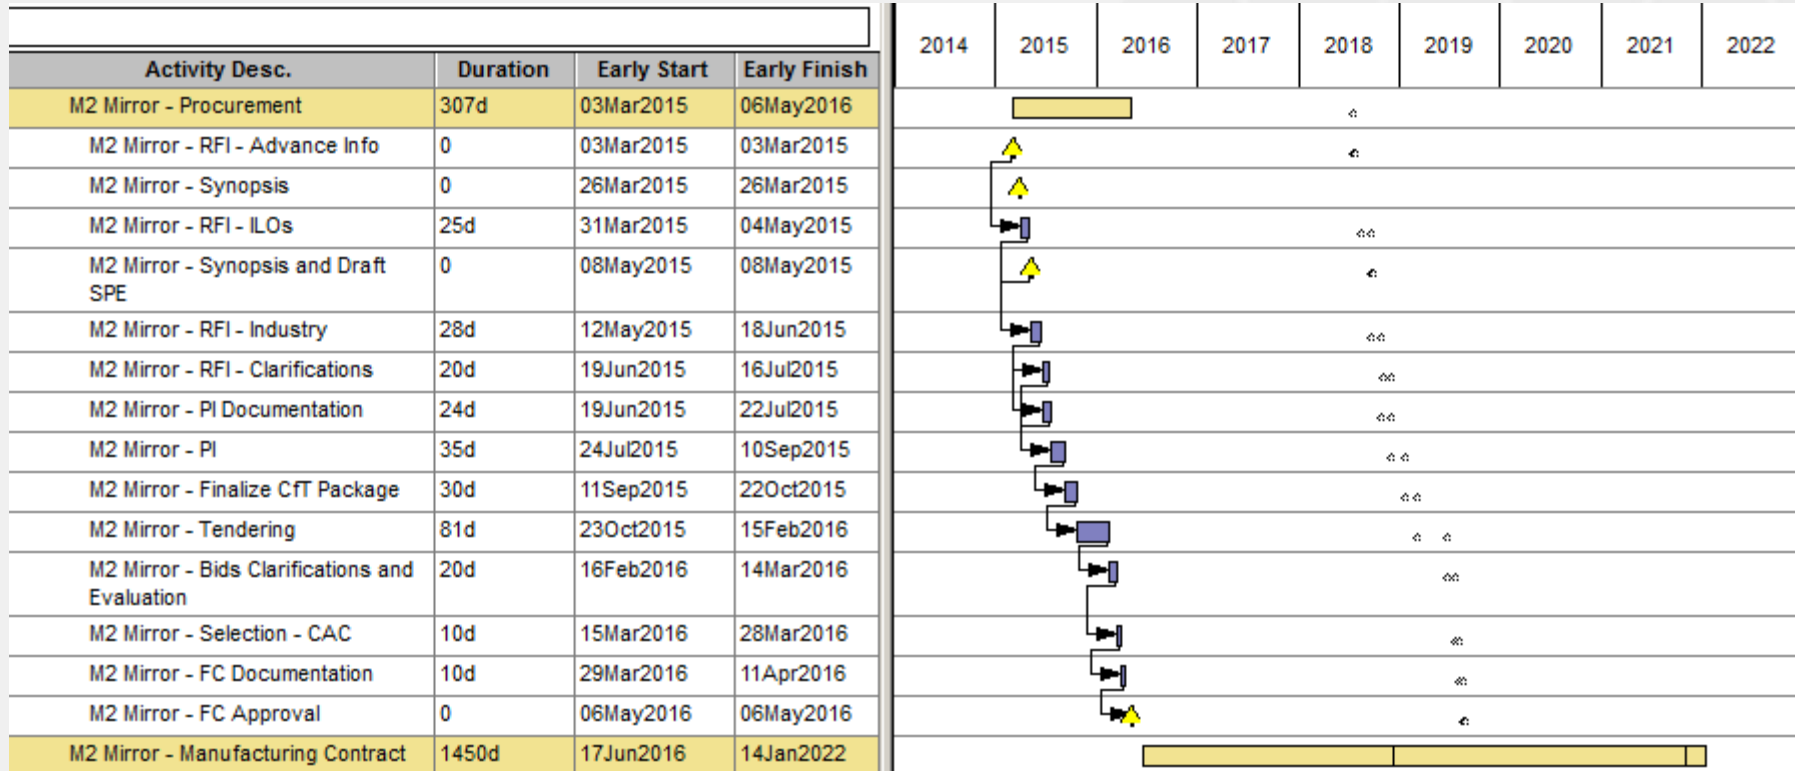 2014 2015 2016 2017 2018 2019 2020 2021 2022
Activity Desc. Duration Early Start Early Finish
M2 Mirror - Procurement 307d 03Mar2015 06May2016
M2 Mirror - RFI - Advance Info 0 03Mar2015 03Mar2015
M2 Mirror - Synopsis 0 26Mar2015 26Mar2015
M2 Mirror - RFI - ILOs 25d 31Mar2015 04May2015
M2 Mirror - Synopsis and Draft 0 08May2015 08May2015
SPE
M2 Mirror - RFI - Industry 28d 12May2015 18Jun2015
M2 Mirror - RFI - Clarifications 20d 19Jun2015 16Jul2015
M2 Mirror - PI Documentation 24d 19Jun2015 22Jul2015
M2 Mirror - PI 35d 24Jul2015 10Sep2015
M2 Mirror - Finalize CfT Package 30d 11Sep2015 22Oct2015
M2 Mirror - Tendering 81d 23Oct2015 15Feb2016
M2 Mirror - Bids Clarifications and 20d 16Feb2016 14Mar2016
Evaluation
M2 Mirror - Selection - CAC 10d 15Mar2016 28Mar2016
M2 Mirror - FC Documentation 10d 29Mar2016 11Apr2016
M2 Mirror - FC Approval 0 06May2016 06May2016
M2 Mirror - Manufacturing Contract 1450d 17Jun2016 14Jan2022